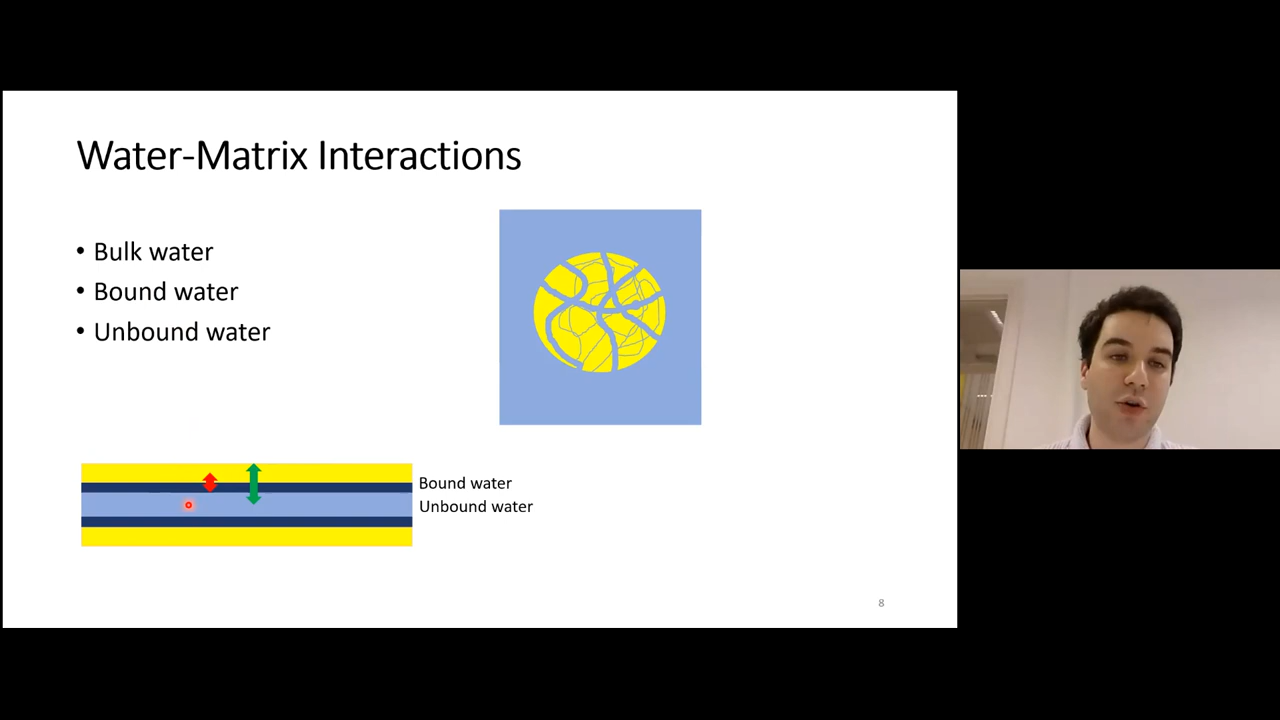 Water-Matrix Interactions
• Bulk water
• Bound water
• Unbound water
Bound water
Unbound water
8